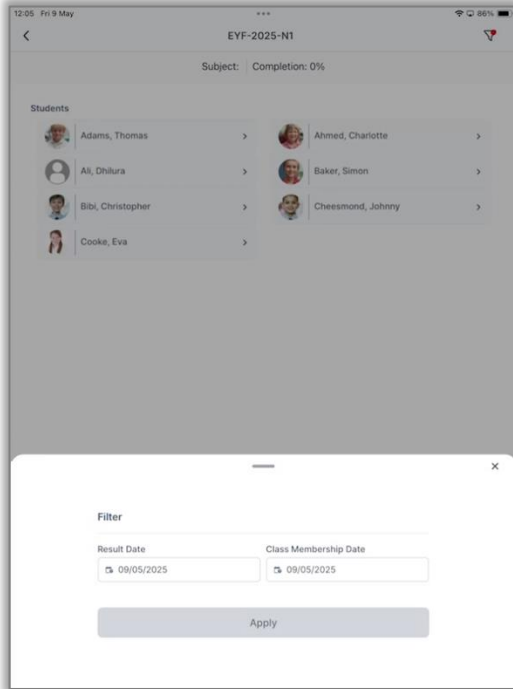 12:05 Fri 9 May 86%
EYF-2025-N1
Subject: Completion: 0%
Students
Adams, Thomas
Ahmed, Charlotte
Ali, Dhilura
Baker, Simon
Bibi, Christopher
Cheesmond, Johnny
Cooke, Eva
Filter
Result Date
Class Membership Date
09/05/2025
09/05/2025
Apply